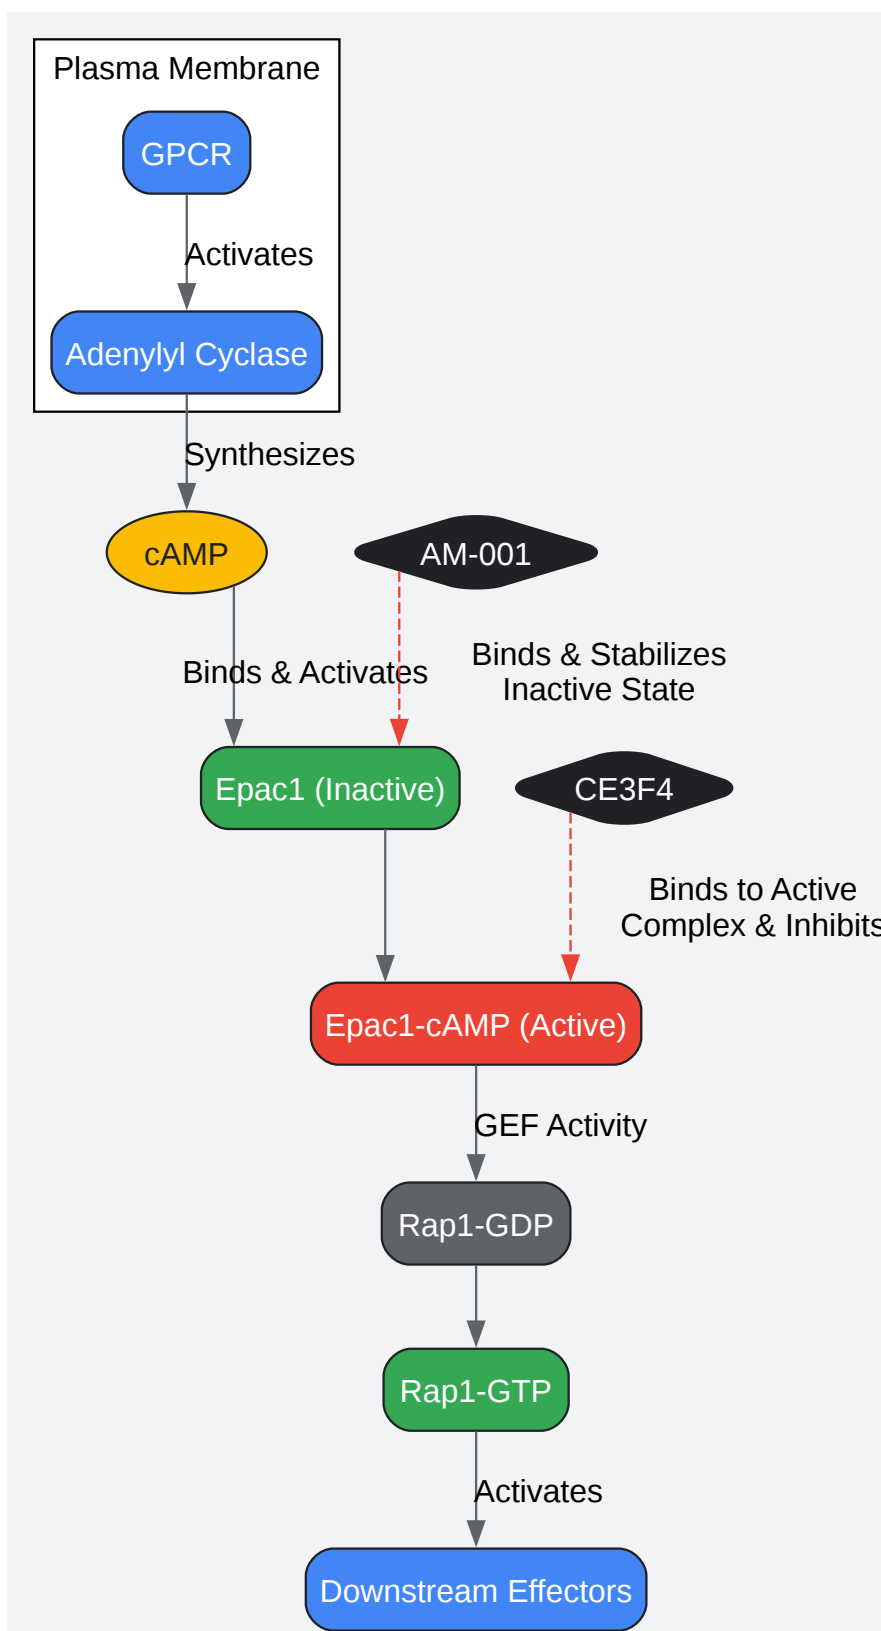 Plasma Membrane
GPCR
Activates
Adenylyl Cyclase
Synthesizes
cAMP
AM-001
Binds & Activates
Binds & Stabilizes
Inactive State
Epac1 (Inactive)
CE3F4
Binds to Active
Complex & Inhibits
Epac1-cAMP (Active)
GEF Activity
Rap1-GDP
Rap1-GTP
Activates
Downstream Effectors